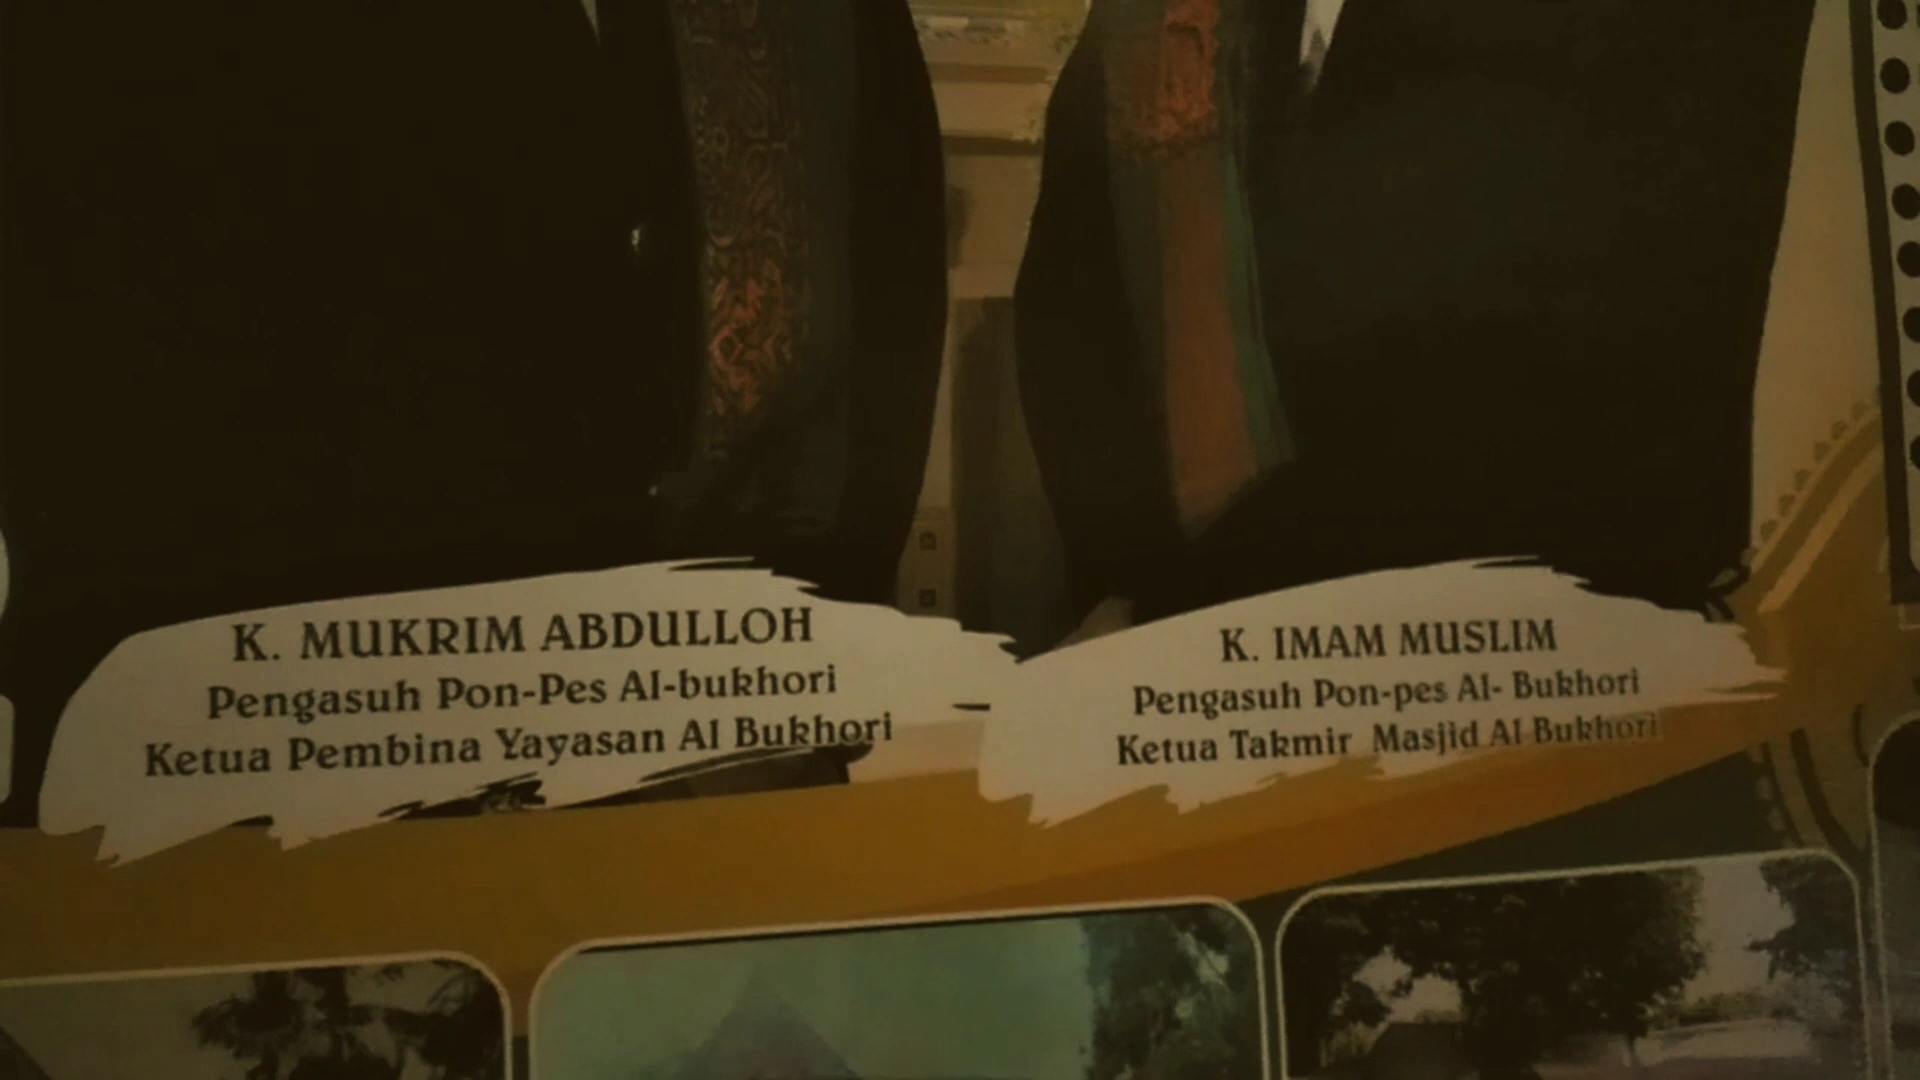 K. MUKRIM ABDULLOH
Pengasuh Pon-Pes Al-bukhori
Ketua Pembina Yayasan Al Bukhori
K. IMAM MUSLIM
Pengasuh Pon-pes Al- Bukhori
Ketua Takmir Masjid Al Bukhori